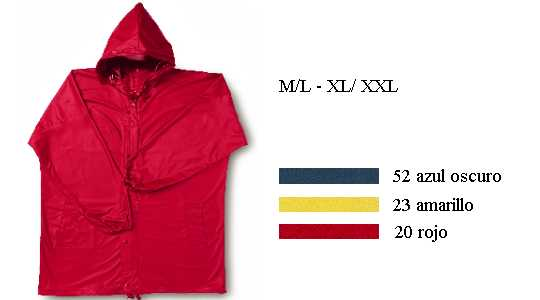 M/L - XL/ XXL
52 azul oscuro
23 amarillo
20 rojo